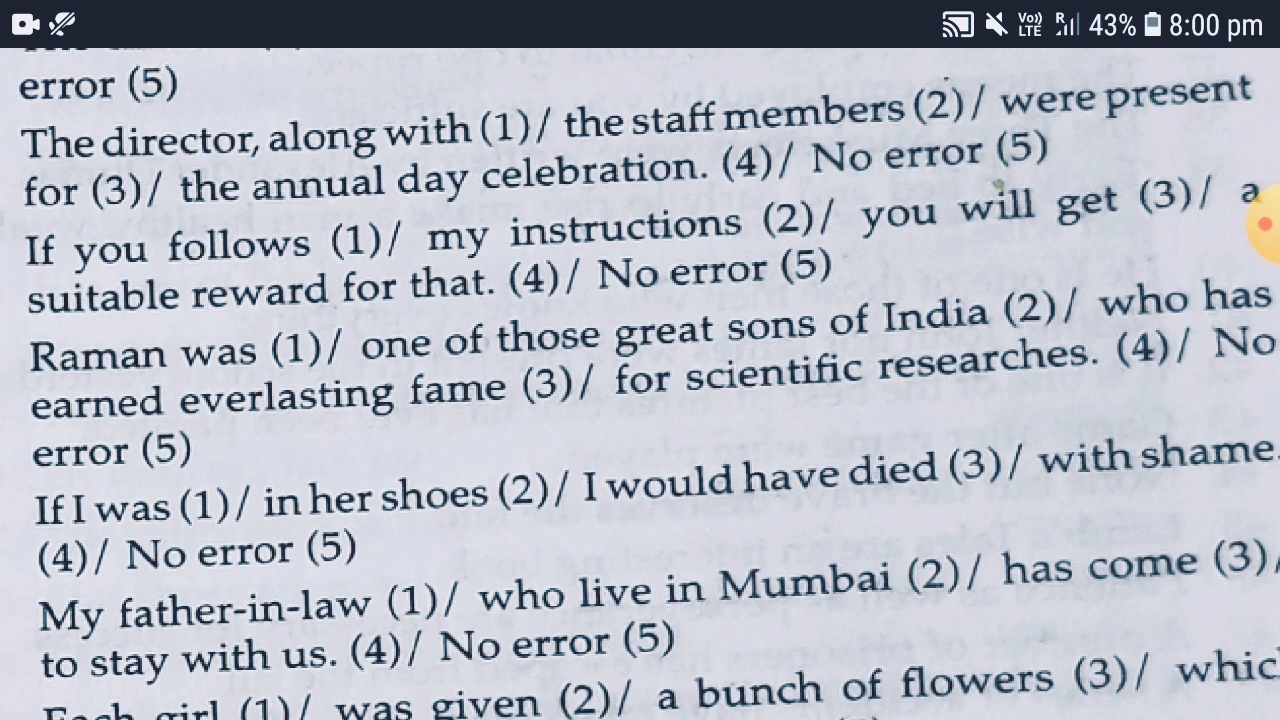 Vo)) LTE R 43% 8:00 pm
error (5)
The director, along with (1)/ the staff members (2)/ were present
for (3)/ the annual day celebration. (4)/ No error (5)
If you follows (1)/ my instructions (2)/ you will get (3)/ a
suitable reward for that. (4)/ No error (5)
Raman was (1)/ one of those great sons of India (2)/ who has
earned everlasting fame (3)/ for scientific researches. (4)/ No
error (5)
If I was (1)/ in her shoes (2)/ I would have died (3)/ with shame.
(4)/ No error (5)
My father-in-law (1)/ who live in Mumbai (2)/ has come (3)/
to stay with us. (4)/ No error (5)
Each girl (1)/ was given (2)/ a bunch of flowers (3)/